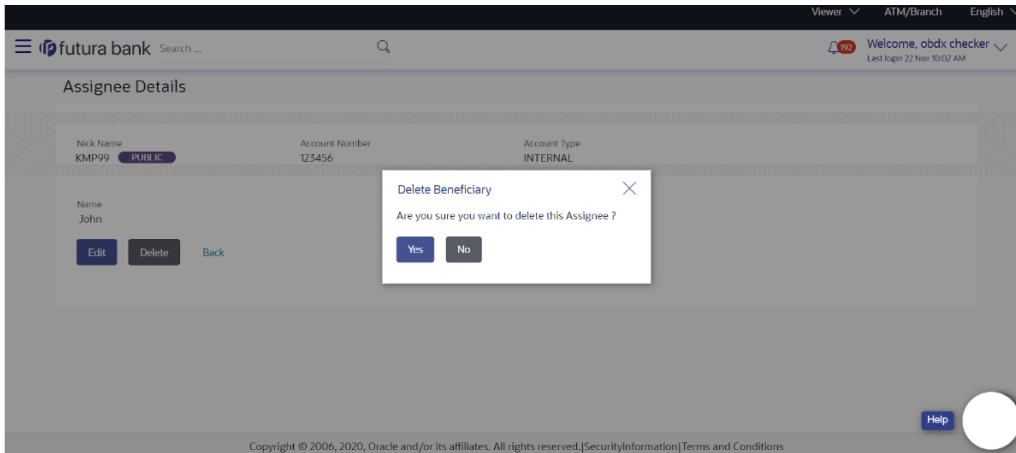 Viewer ATM/Branch English
futura bank Search ... 192 Welcome, obdx checker
Last login 22 Nov 10:02 AM
Assignee Details
Nick Name Account Number Account Type
KMP99 PUBLIC 123456 INTERNAL
Delete Beneficiary
Are you sure you want to delete this Assignee ?
Yes No
Name
John
Edit Delete Back
Help
Copyright © 2006, 2020, Oracle and/or its affiliates. All rights reserved.|SecurityInformation|Terms and Conditions